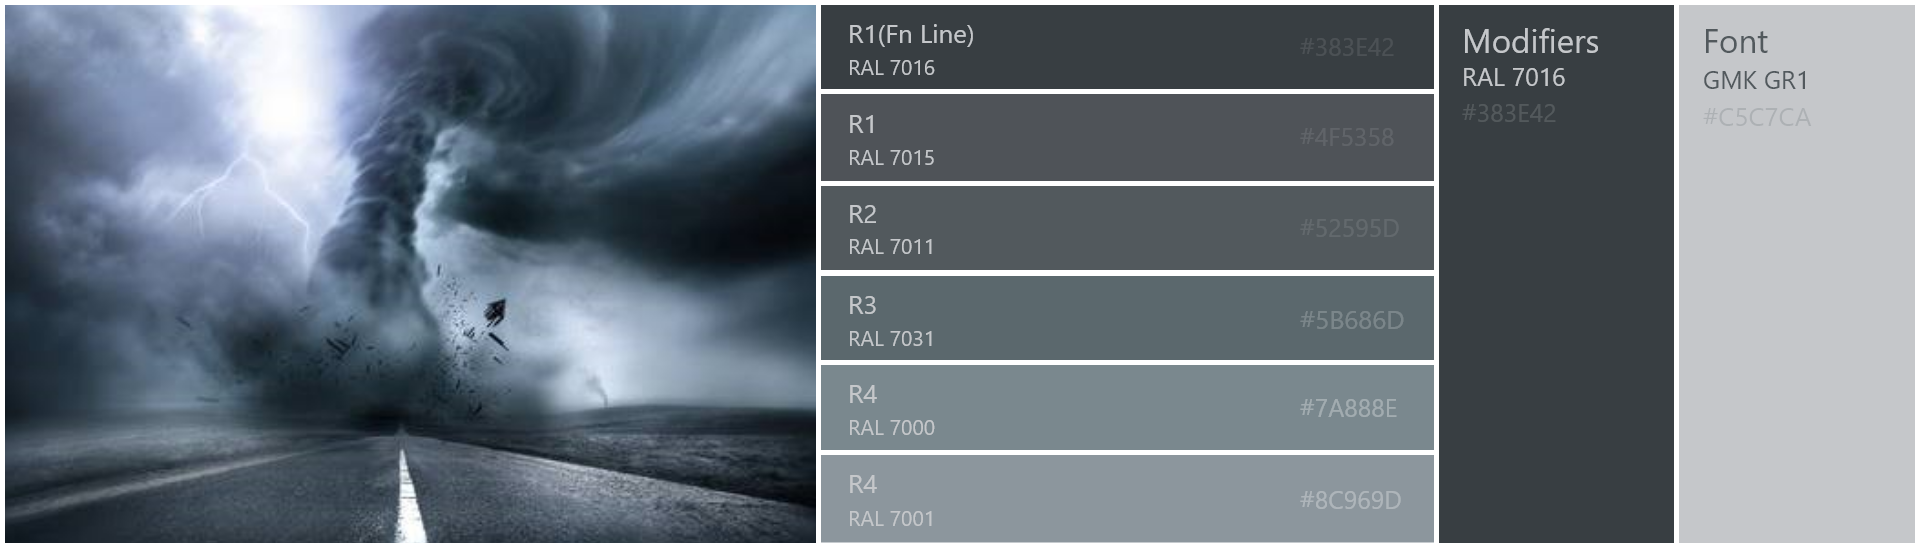 R1(Fn Line)
RAL 7016
#383E42
R1
RAL 7015
#4F5358
R2
RAL 7011
#52595D
R3
RAL 7031
#5B686D
R4
RAL 7000
#7A888E
R4
RAL 7001
#8C969D
Modifiers
RAL 7016
#383E42
Font
GMK GR1
#C5C7CA